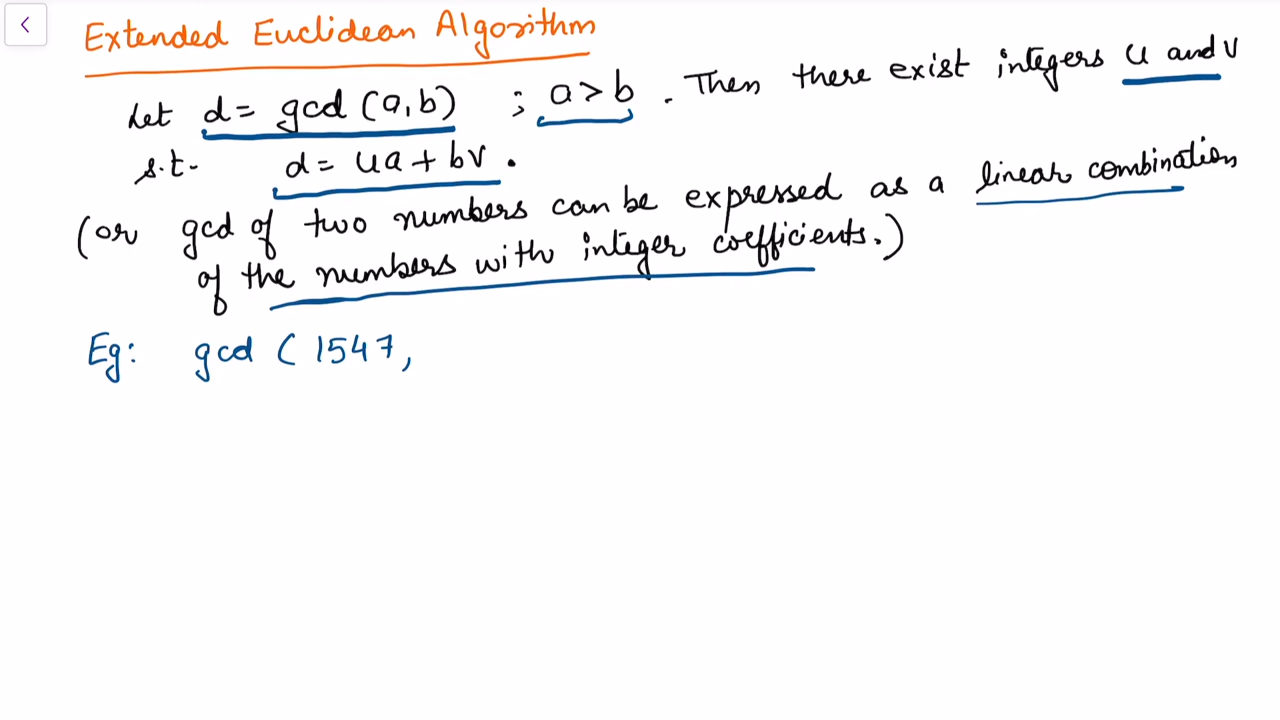 Extended Euclidean Algorithm
Let d = gcd (a,b) ; a > b . Then there exist integers u and v
s.t. d = ua + bv .
(or gcd of two numbers can be expressed as a linear combination
of the numbers with integer coefficients.)
Eg: gcd ( 1547,